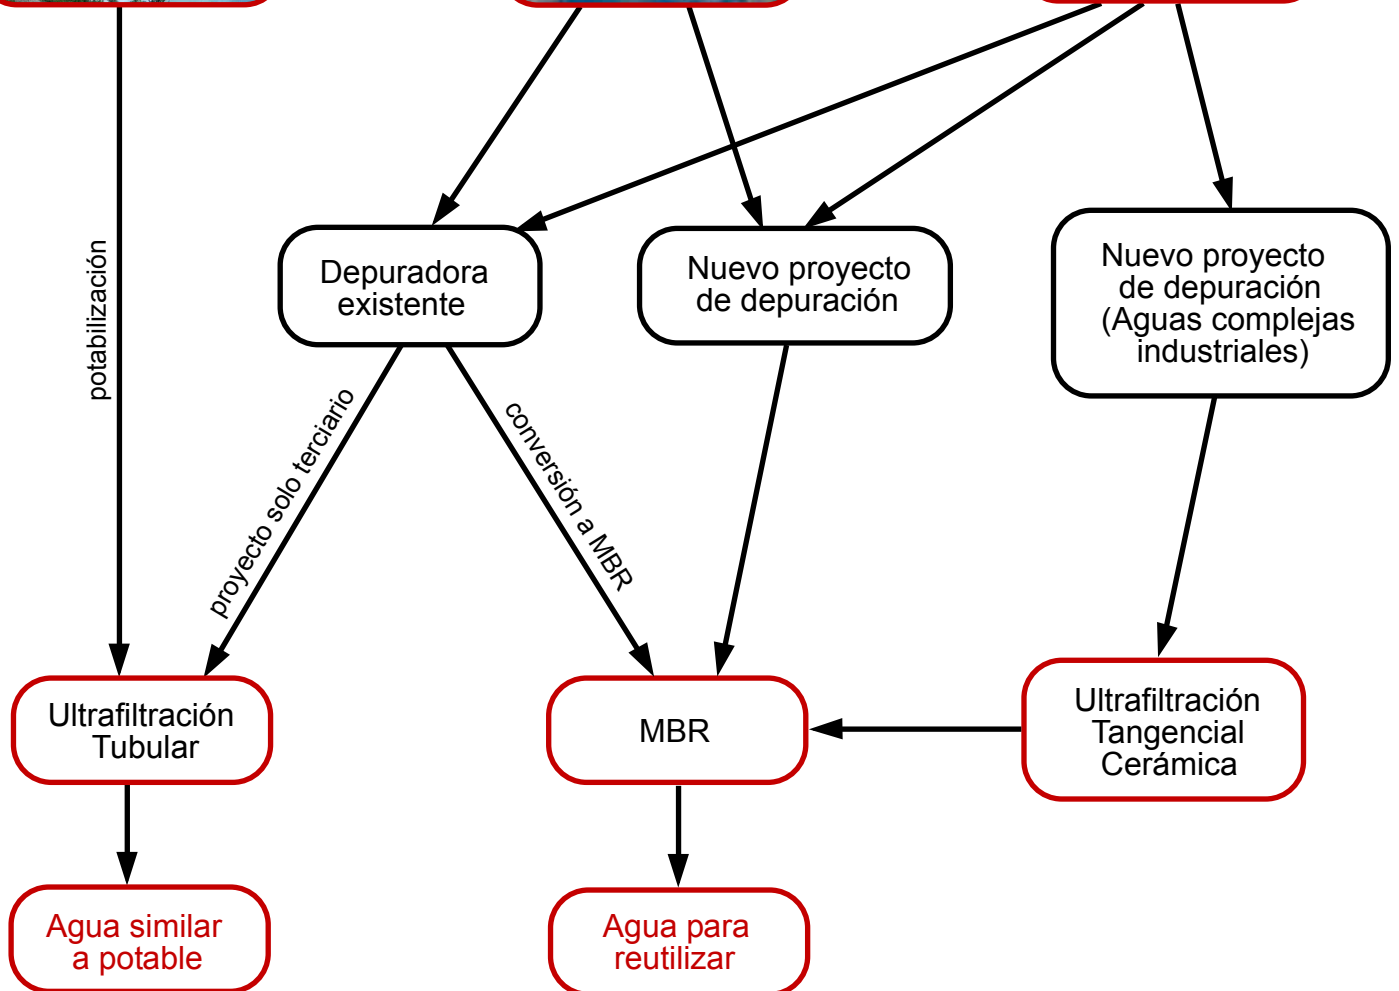 potabilización
Depuradora
existente
Nuevo proyecto
de depuración
Nuevo proyecto
de depuración
(Aguas complejas
industriales)
proyecto solo terciario
conversión a MBR
Ultrafiltración
Tubular
MBR
Ultrafiltración
Tangencial
Cerámica
Agua similar
a potable
Agua para
reutilizar